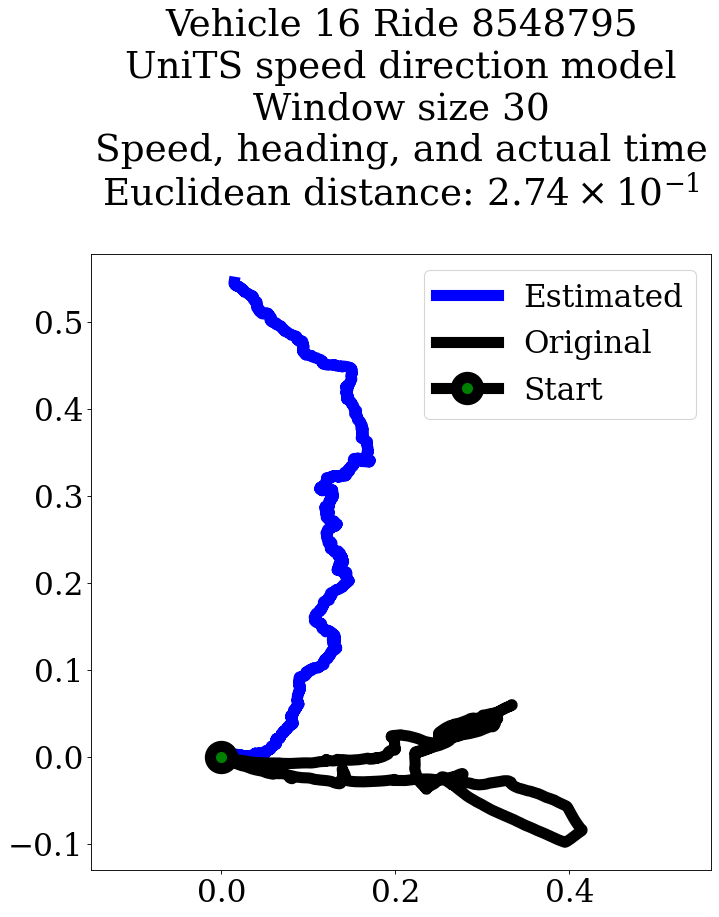 Vehicle 16 Ride 8548795
UniTS speed direction model
Window size 30
Speed, heading, and actual time
Euclidean distance: 2.74 × 10⁻¹
Estimated
Original
Start
0.5
0.4
0.3
0.2
0.1
0.0
−0.1
0.0 0.2 0.4